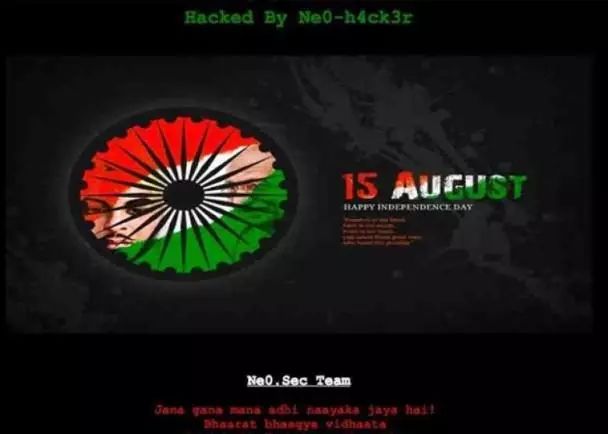 Hacked By Ne0-h4ck3r
15 August
HAPPY INDEPENDENCE DAY
Ne0.Sec Team
Jana gana mana adhi naayaka jaya hai!
Bhaarat bhaagya vidhaata